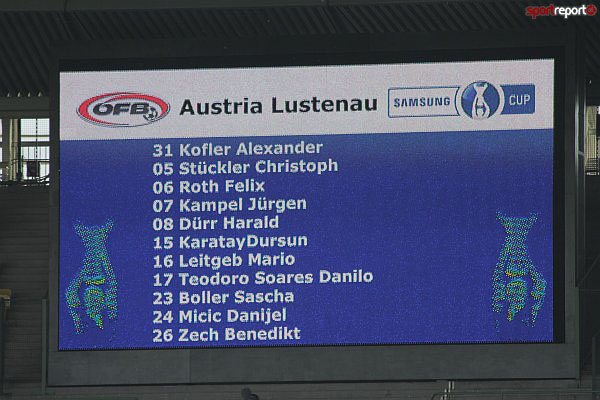 sportreport
ÖFB Austria Lustenau SAMSUNG CUP
31 Kofler Alexander
05 Stückler Christoph
06 Roth Felix
07 Kampel Jürgen
08 Dürr Harald
15 KaratayDursun
16 Leitgeb Mario
17 Teodoro Soares Danilo
23 Boller Sascha
24 Micic Danijel
26 Zech Benedikt